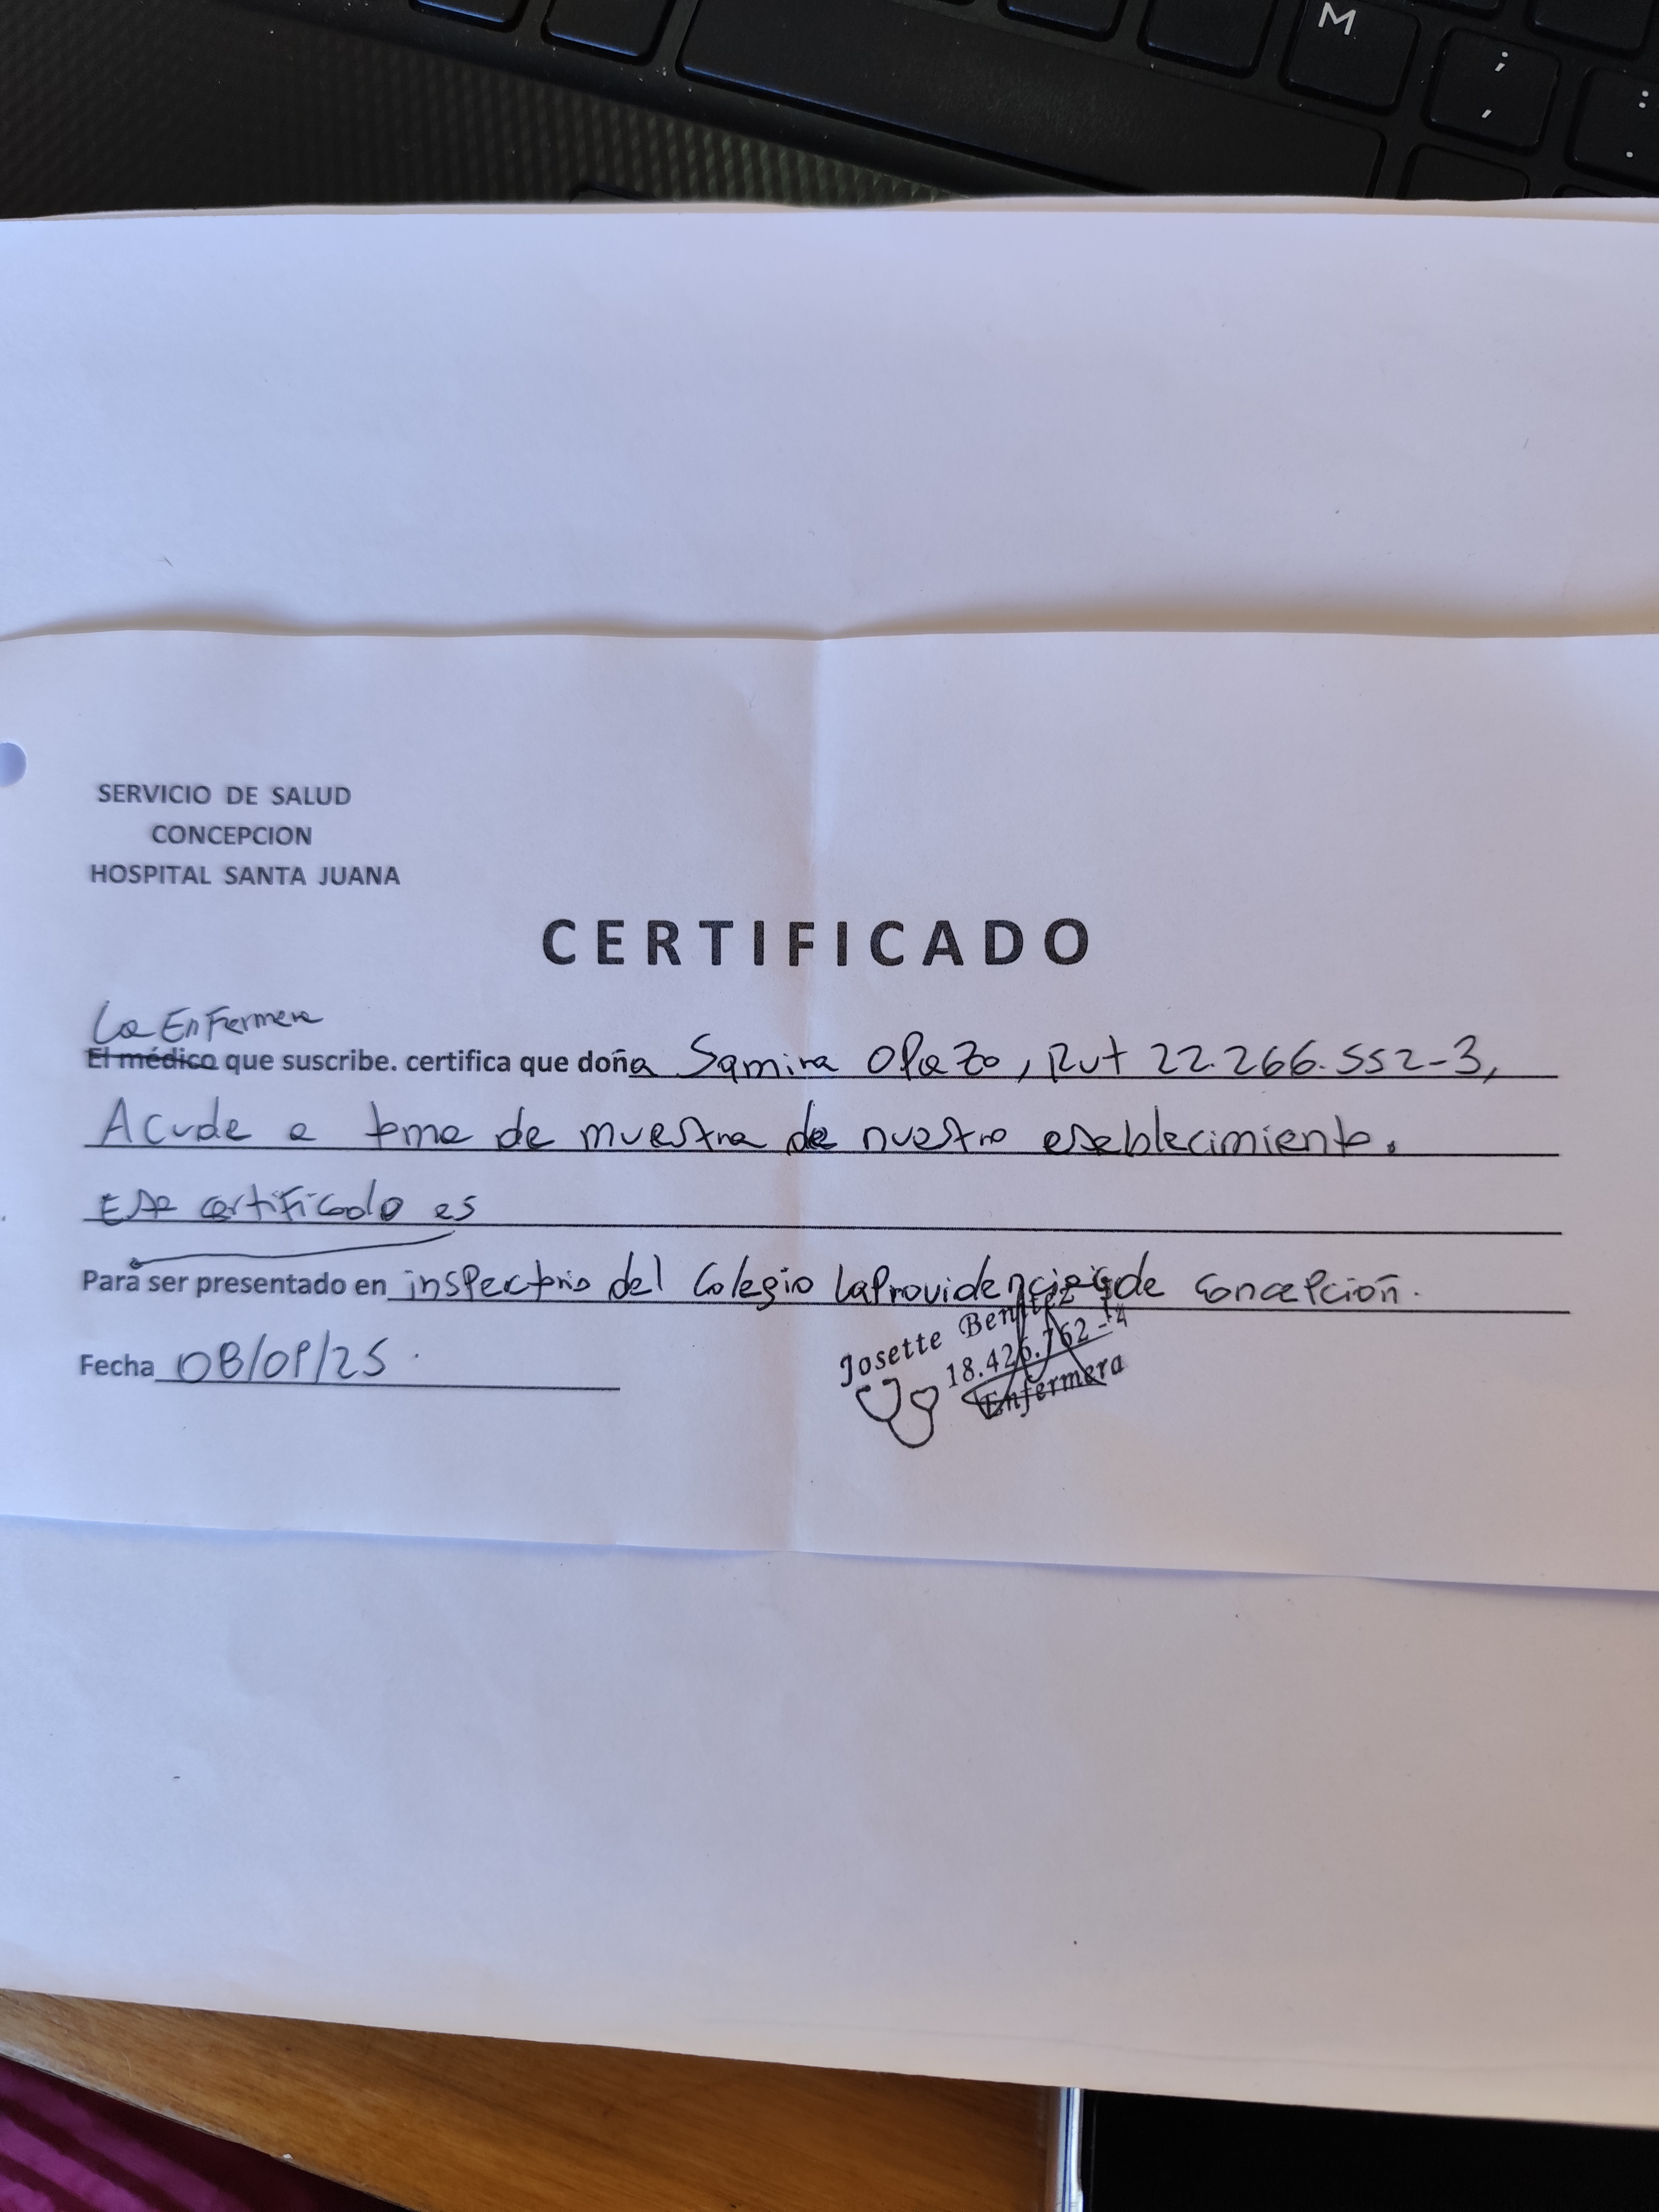 M
;
,
:
.
SERVICIO DE SALUD
CONCEPCION
HOSPITAL SANTA JUANA
CERTIFICADO
La EnFermera
El médico que suscribe. certifica que doña Samira Opazo, Rut 22.266.552-3,
Acude a toma de muestra de nuestro establecimiento.
Este certificado es
Para ser presentado en inspectoria del Colegio La Providencia de Concepción.
Josette Benitez
18.426.762-4
Enfermera
Fecha 08/09/25.